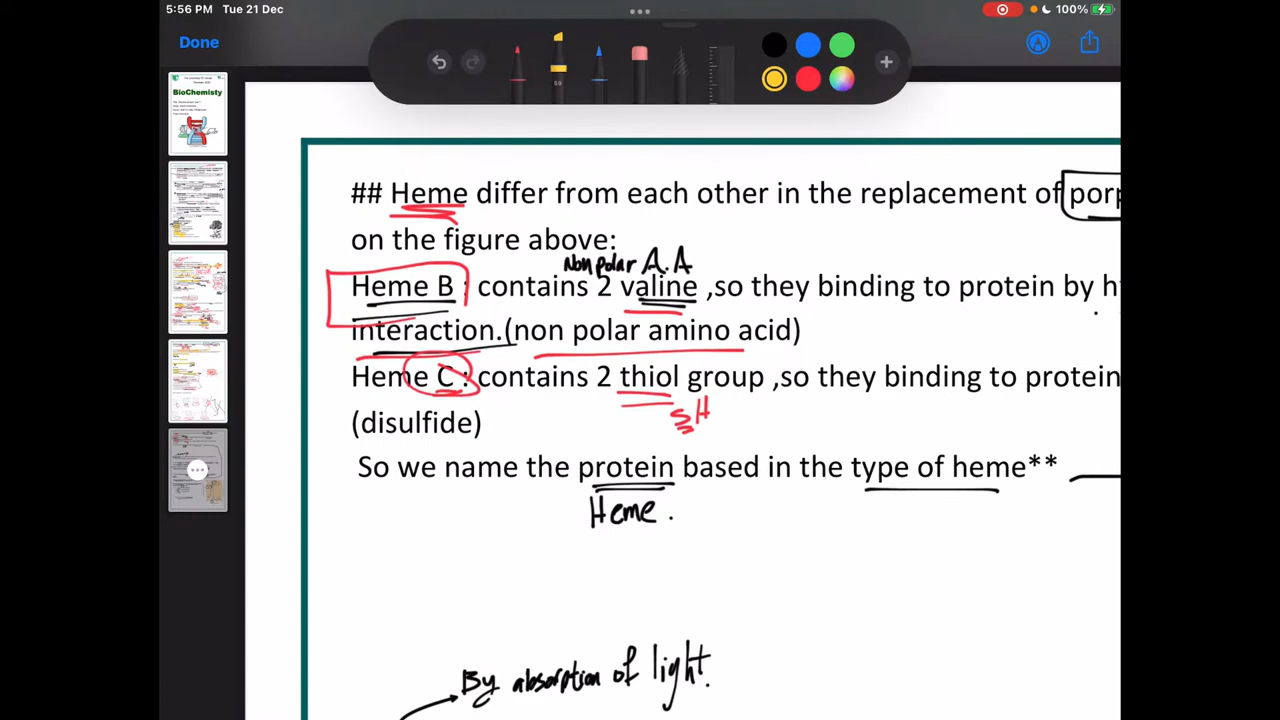 5:56 PM Tue 21 Dec
100%
Done
BioChemisty
## Heme differ from each other in the replacement of porp
on the figure above:
Non polar A.A
Heme B : contains 2 valine ,so they binding to protein by h
interaction.(non polar amino acid)
Heme C : contains 2 thiol group ,so they binding to protein
SH
(disulfide)
So we name the protein based in the type of heme**
Heme .
By absorption of light.